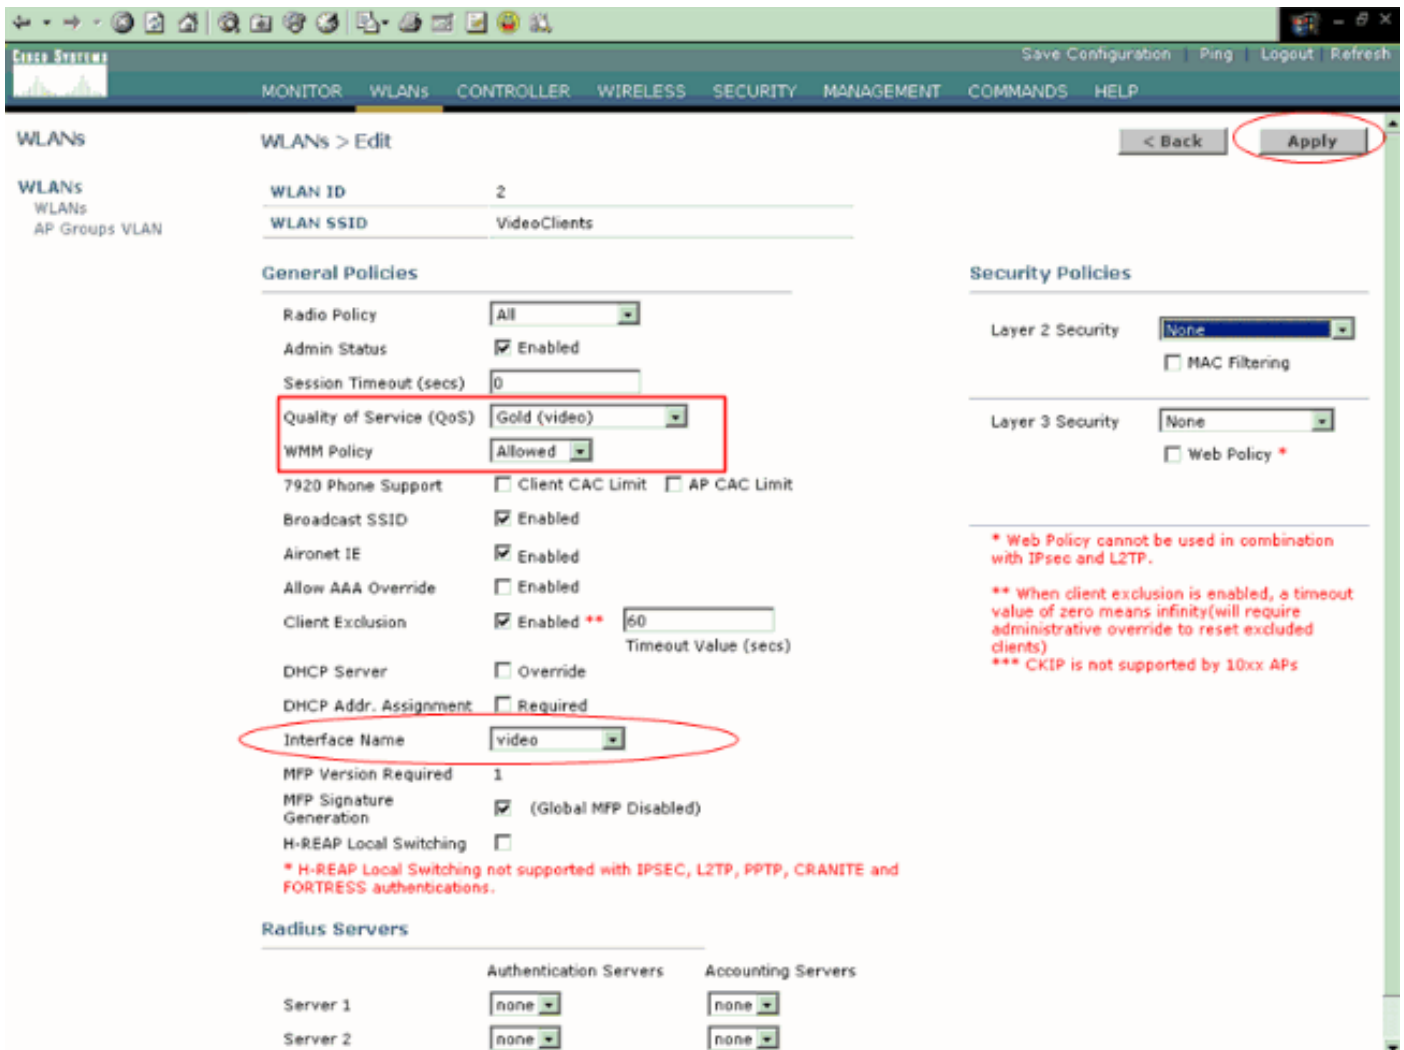 Cisco Systems
Save Configuration | Ping | Logout | Refresh
MONITOR WLANs CONTROLLER WIRELESS SECURITY MANAGEMENT COMMANDS HELP
WLANs
WLANs > Edit
< Back
Apply
WLANs
WLANs
AP Groups VLAN
WLAN ID 2
WLAN SSID VideoClients
General Policies
Radio Policy All
Admin Status Enabled
Session Timeout (secs) 0
Quality of Service (QoS) Gold (video)
WMM Policy Allowed
7920 Phone Support Client CAC Limit AP CAC Limit
Broadcast SSID Enabled
Aironet IE Enabled
Allow AAA Override Enabled
Client Exclusion Enabled ** 60
Timeout Value (secs)
DHCP Server Override
DHCP Addr. Assignment Required
Interface Name video
MFP Version Required 1
MFP Signature
Generation (Global MFP Disabled)
H-REAP Local Switching
* H-REAP Local Switching not supported with IPSEC, L2TP, PPTP, CRANITE and
FORTRESS authentications.
Security Policies
Layer 2 Security None
MAC Filtering
Layer 3 Security None
Web Policy *
* Web Policy cannot be used in combination
with IPsec and L2TP.
** When client exclusion is enabled, a timeout
value of zero means infinity(will require
administrative override to reset excluded
clients)
*** CKIP is not supported by 10xx APs
Radius Servers
Authentication Servers Accounting Servers
Server 1 none none
Server 2 none none